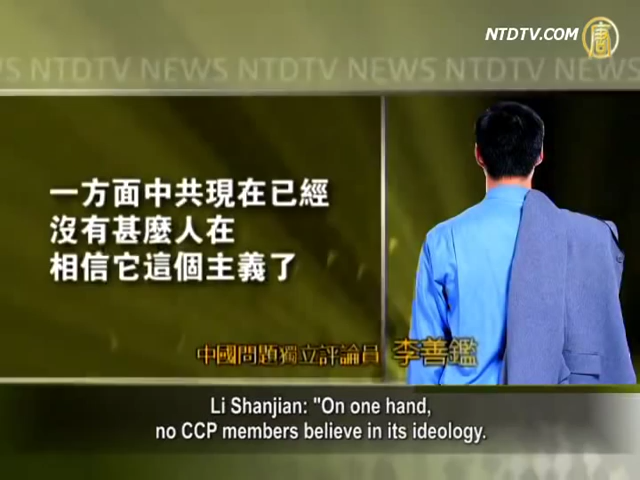 NTDTV.COM
唐
S NTDTV NEWS NTDTV NEWS NTDTV NEWS
一方面中共現在已經
沒有甚麼人在
相信它這個主義了
中國問題獨立評論員 李善鑑
Li Shanjian: "On one hand,
no CCP members believe in its ideology.